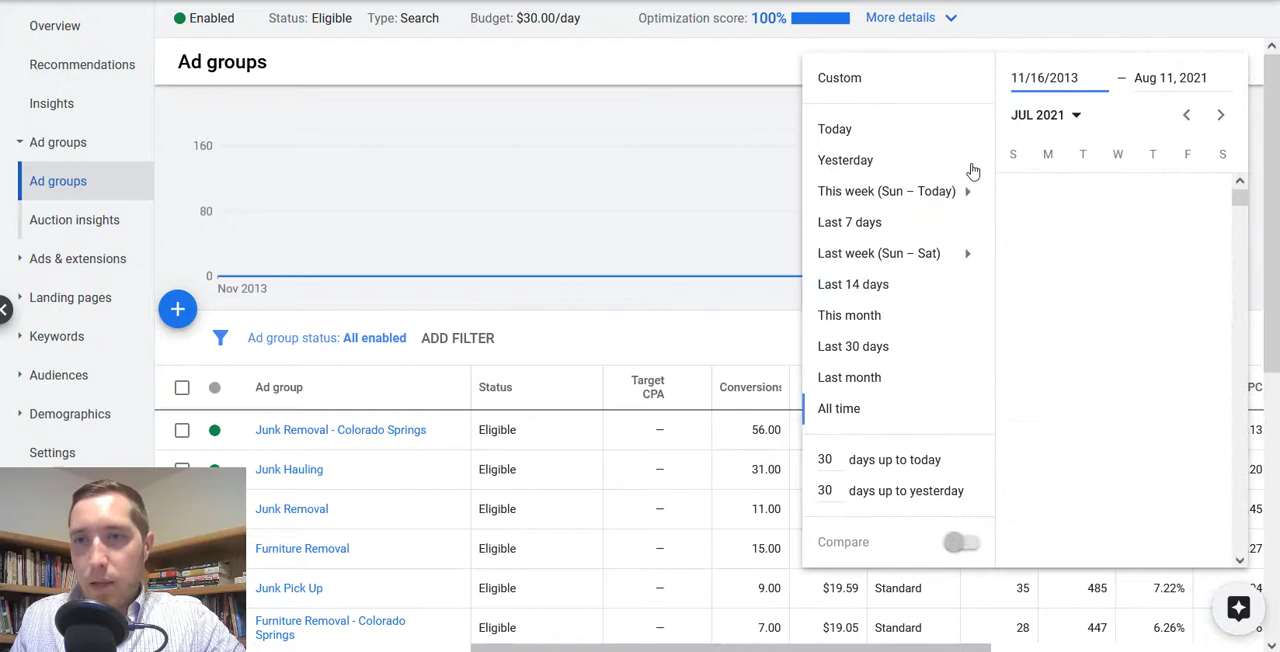 Overview
Enabled
Status: Eligible
Type: Search
Budget: $30.00/day
Optimization score: 100%
More details
Recommendations
Insights
Ad groups
Ad groups
Auction insights
Ads & extensions
Landing pages
Keywords
Audiences
Demographics
Settings
Ad groups
160
80
0
Nov 2013
Ad group status: All enabled
ADD FILTER
Custom
Today
Yesterday
This week (Sun – Today)
Last 7 days
Last week (Sun – Sat)
Last 14 days
This month
Last 30 days
Last month
All time
30 days up to today
30 days up to yesterday
Compare
11/16/2013 – Aug 11, 2021
JUL 2021
S M T W T F S
Ad group Status Target CPA Conversions PC
Junk Removal - Colorado Springs Eligible — 56.00 13
Junk Hauling Eligible — 31.00 20
Junk Removal Eligible — 11.00 45
Furniture Removal Eligible — 15.00 27
Junk Pick Up Eligible — 9.00 $19.59 Standard 35 485 7.22%
Furniture Removal - Colorado
Springs Eligible — 7.00 $19.05 Standard 28 447 6.26%